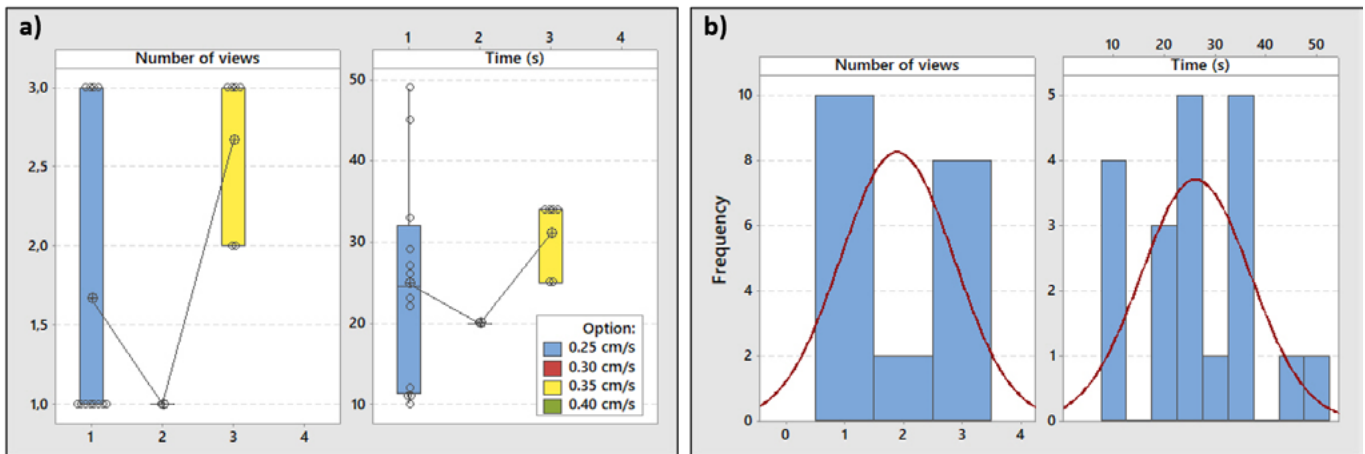 a)
1 2 3 4
Number of views
Time (s)
3,0
2,5
2,0
1,5
1,0
50
40
30
20
10
Option:
0.25 cm/s
0.30 cm/s
0.35 cm/s
0.40 cm/s
1 2 3 4
b)
10 20 30 40 50
Number of views
Time (s)
Frequency
10
8
6
4
2
0
5
4
3
2
1
0
0 1 2 3 4